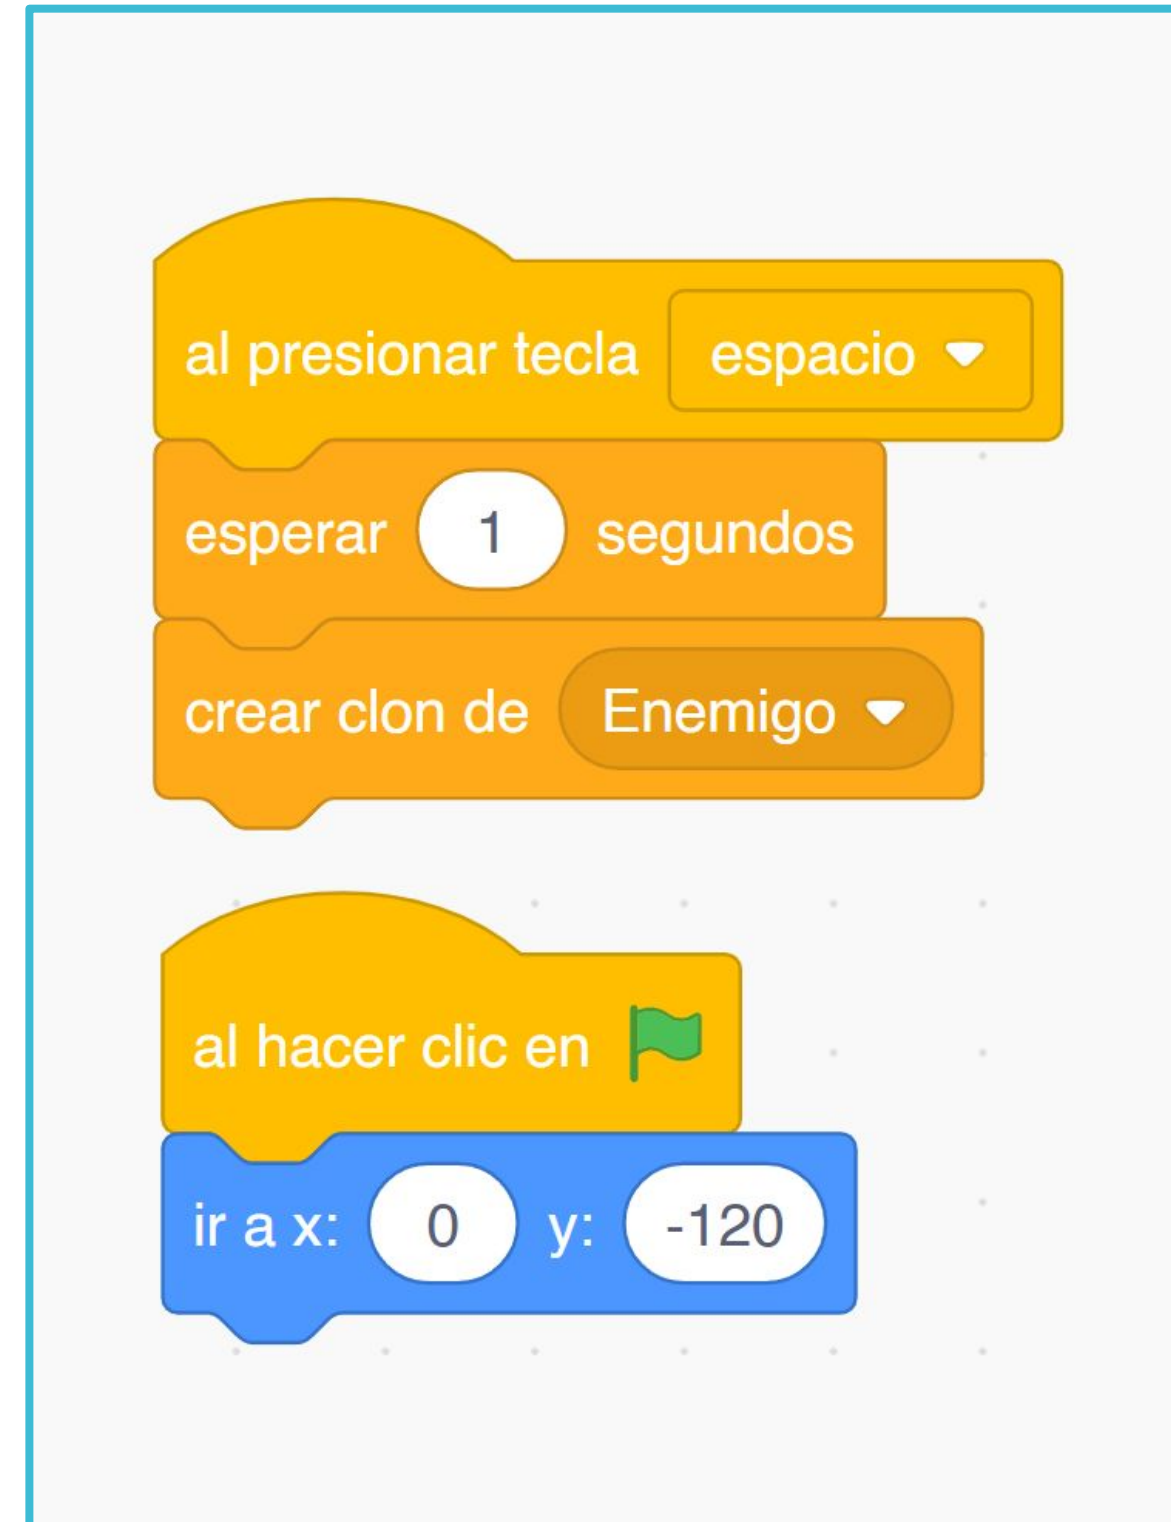 al presionar tecla espacio
esperar 1 segundos
crear clon de Enemigo
al hacer clic en
ir a x: 0 y: -120